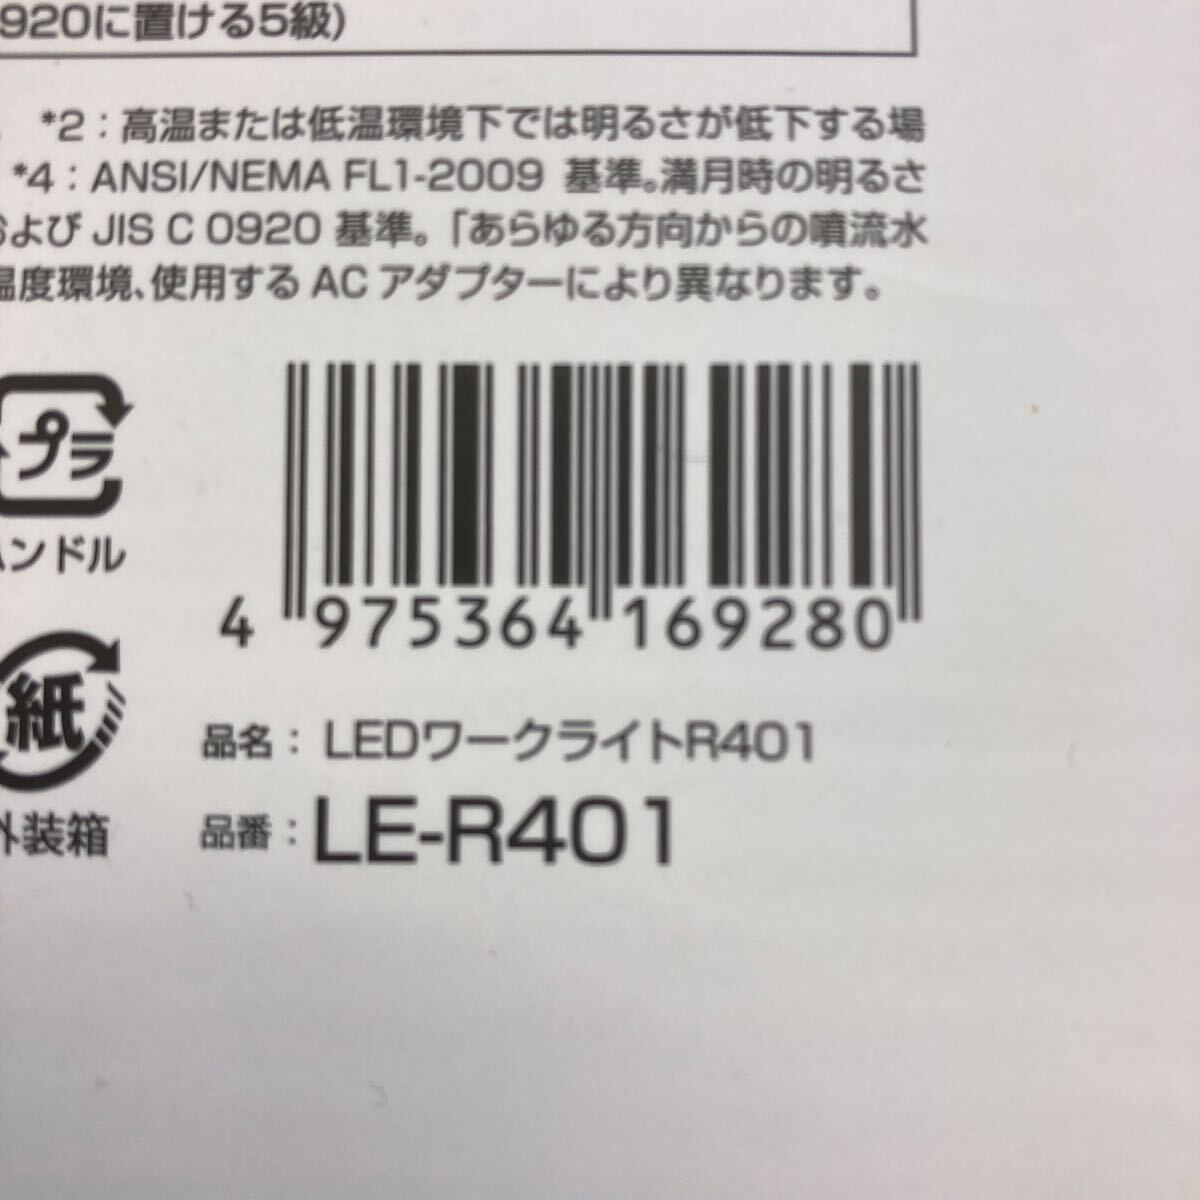 0920に置ける5級)
*2：高温または低温環境下では明るさが低下する場
*4：ANSI/NEMA FL1-2009 基準。満月時の明るさ
および JIS C 0920 基準。「あらゆる方向からの噴流水
温度環境、使用する AC アダプターにより異なります。
プラ
ハンドル
4 975364 169280
紙
外装箱
品名： LEDワークライトR401
品番：LE-R401